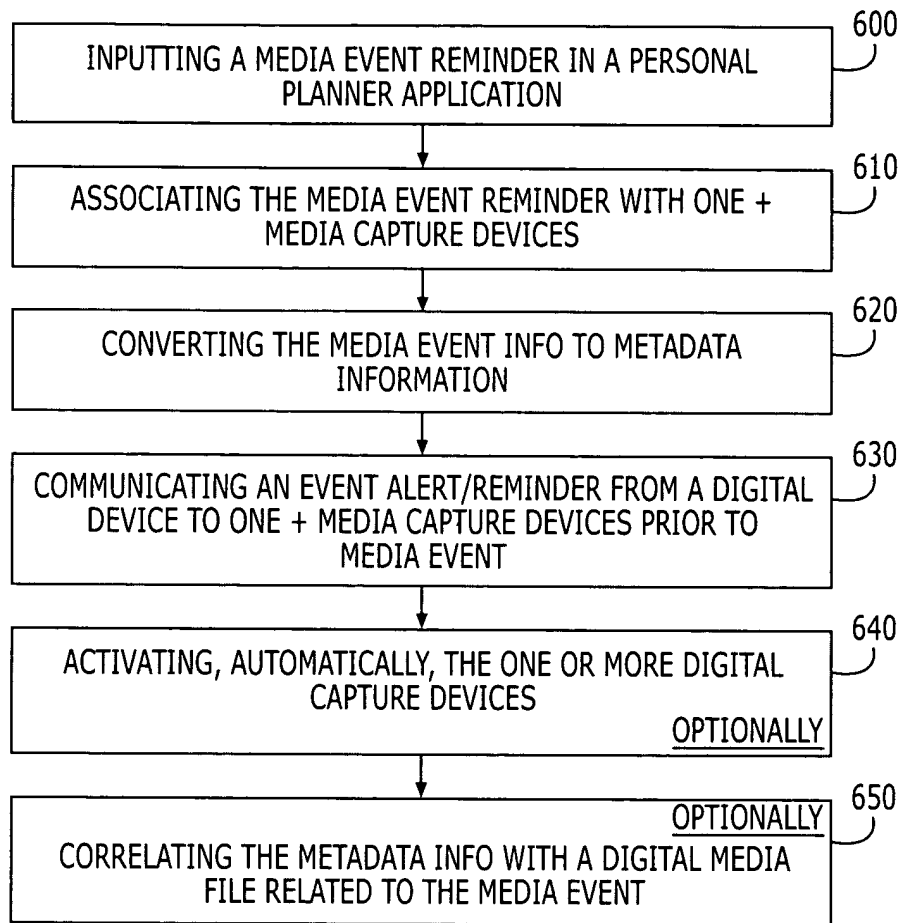 600
INPUTTING A MEDIA EVENT REMINDER IN A PERSONAL
PLANNER APPLICATION
610
ASSOCIATING THE MEDIA EVENT REMINDER WITH ONE +
MEDIA CAPTURE DEVICES
620
CONVERTING THE MEDIA EVENT INFO TO METADATA
INFORMATION
630
COMMUNICATING AN EVENT ALERT/REMINDER FROM A DIGITAL
DEVICE TO ONE + MEDIA CAPTURE DEVICES PRIOR TO
MEDIA EVENT
640
ACTIVATING, AUTOMATICALLY, THE ONE OR MORE DIGITAL
CAPTURE DEVICES
OPTIONALLY
650
OPTIONALLY
CORRELATING THE METADATA INFO WITH A DIGITAL MEDIA
FILE RELATED TO THE MEDIA EVENT